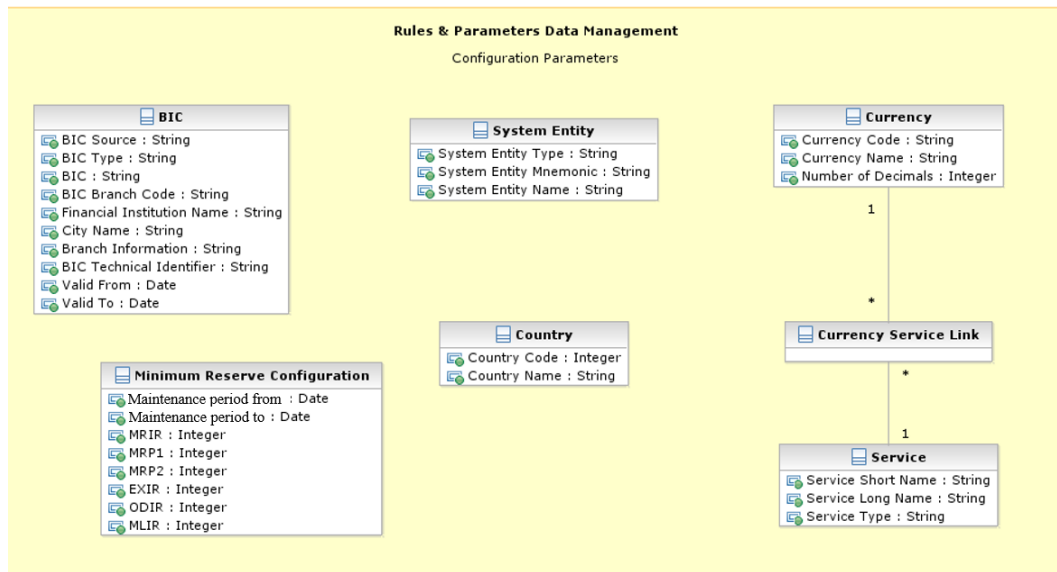 Rules & Parameters Data Management
Configuration Parameters
BIC
BIC Source : String
BIC Type : String
BIC : String
BIC Branch Code : String
Financial Institution Name : String
City Name : String
Branch Information : String
BIC Technical Identifier : String
Valid From : Date
Valid To : Date
System Entity
System Entity Type : String
System Entity Mnemonic : String
System Entity Name : String
Currency
Currency Code : String
Currency Name : String
Number of Decimals : Integer
1
*
Country
Country Code : Integer
Country Name : String
Currency Service Link
*
1
Minimum Reserve Configuration
Maintenance period from : Date
Maintenance period to : Date
MRIR : Integer
MRP1 : Integer
MRP2 : Integer
EXIR : Integer
ODIR : Integer
MLIR : Integer
Service
Service Short Name : String
Service Long Name : String
Service Type : String